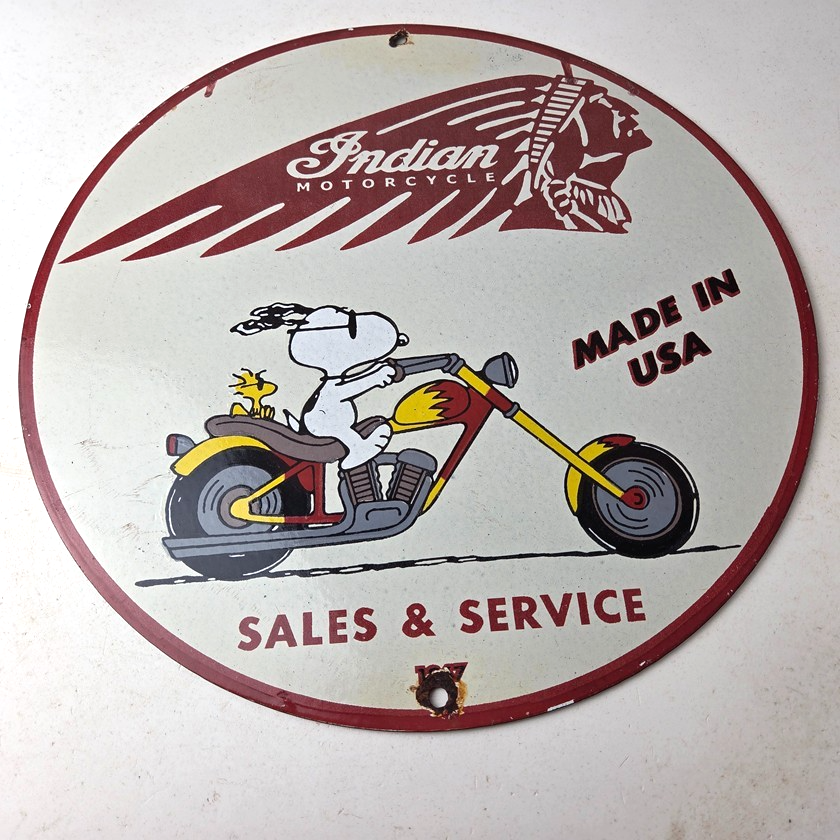 Indian
MOTORCYCLE
MADE IN
USA
SALES & SERVICE